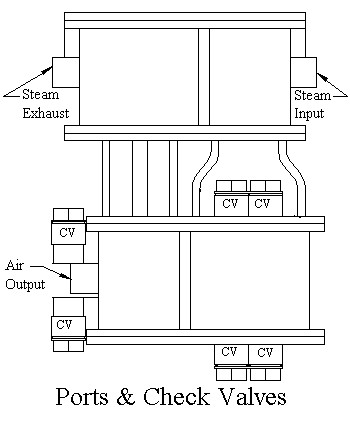 Steam
Exhaust
Steam
Input
CV CV
CV
Air
Output
CV
CV CV
Ports & Check Valves